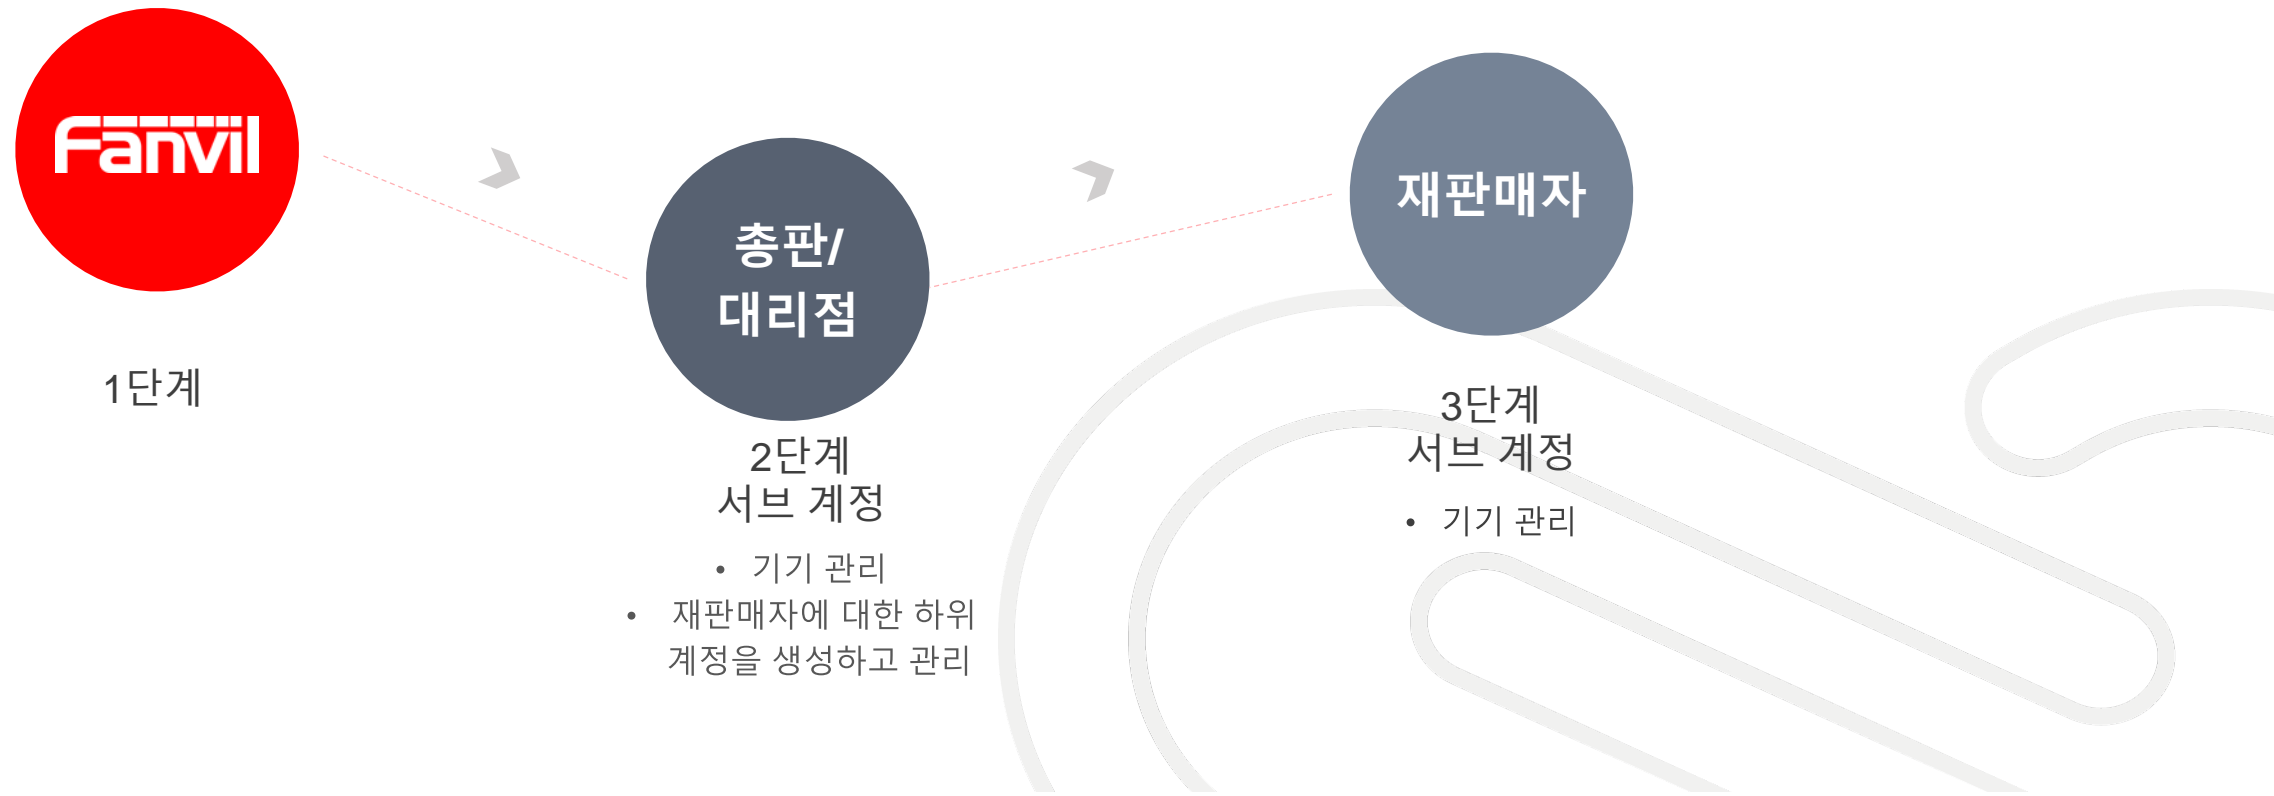 Fanvil
1단계
총판/
대리점
2단계
서브 계정
• 기기 관리
• 재판매자에 대한 하위
계정을 생성하고 관리
재판매자
3단계
서브 계정
• 기기 관리